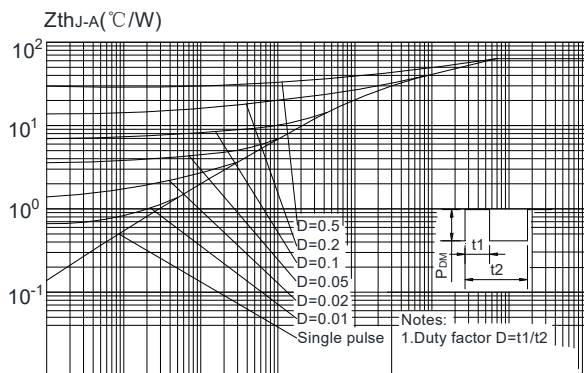 ZthJ-A(℃/W)
10²
10¹
10⁰
10⁻¹
D=0.5
D=0.2
D=0.1
D=0.05
D=0.02
D=0.01
Single pulse
PDM
t1
t2
Notes:
1.Duty factor D=t1/t2